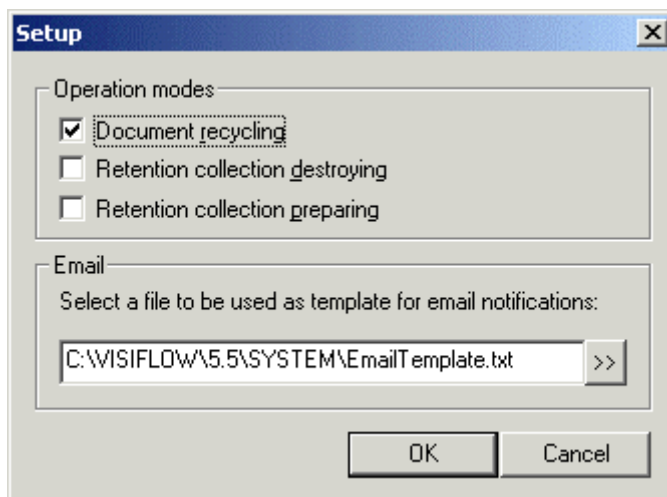 Setup
Operation modes
Document recycling
Retention collection destroying
Retention collection preparing
Email
Select a file to be used as template for email notifications:
C:\VISIFLOW\5.5\SYSTEM\EmailTemplate.txt >>
OK Cancel